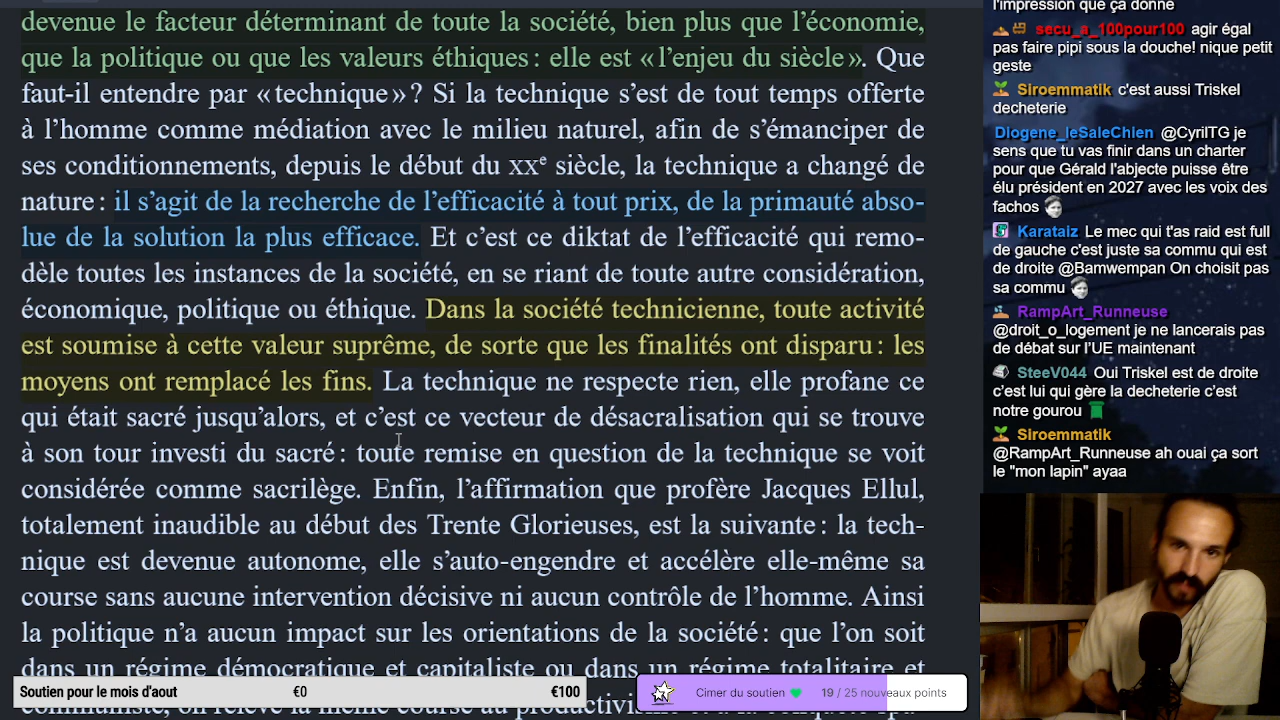 devenue le facteur déterminant de toute la société, bien plus que l’économie,
que la politique ou que les valeurs éthiques : elle est « l’enjeu du siècle ». Que
faut-il entendre par « technique » ? Si la technique s’est de tout temps offerte
à l’homme comme médiation avec le milieu naturel, afin de s’émanciper de
ses conditionnements, depuis le début du XXe siècle, la technique a changé de
nature : il s’agit de la recherche de l’efficacité à tout prix, de la primauté abso-
lue de la solution la plus efficace. Et c’est ce diktat de l’efficacité qui remo-
dèle toutes les instances de la société, en se riant de toute autre considération,
économique, politique ou éthique. Dans la société technicienne, toute activité
est soumise à cette valeur suprême, de sorte que les finalités ont disparu : les
moyens ont remplacé les fins. La technique ne respecte rien, elle profane ce
qui était sacré jusqu’alors, et c’est ce vecteur de désacralisation qui se trouve
à son tour investi du sacré : toute remise en question de la technique se voit
considérée comme sacrilège. Enfin, l’affirmation que profère Jacques Ellul,
totalement inaudible au début des Trente Glorieuses, est la suivante : la tech-
nique est devenue autonome, elle s’auto-engendre et accélère elle-même sa
course sans aucune intervention décisive ni aucun contrôle de l’homme. Ainsi
la politique n’a aucun impact sur les orientations de la société : que l’on soit
dans un régime démocratique et capitaliste ou dans un régime totalitaire et
Soutien pour le mois d'aout €0 €100
Cimer du soutien 19 / 25 nouveaux points
l'impression que ça donne
secu_a_100pour100 agir égal
pas faire pipi sous la douche! nique petit
geste
Siroemmatik c'est aussi Triskel
decheterie
Diogene_leSaleChien @CyrilTG je
sens que tu vas finir dans un charter
pour que Gérald l'abjecte puisse être
élu président en 2027 avec les voix des
fachos
Karataiz Le mec qui t'as raid est full
de gauche c'est juste sa commu qui est
de droite @Bamwempan On choisit pas
sa commu
RampArt_Runneuse
@droit_o_logement je ne lancerais pas
de débat sur l’UE maintenant
SteeV044 Oui Triskel est de droite
c’est lui qui gère la decheterie c’est
notre gourou
Siroemmatik
@RampArt_Runneuse ah ouai ça sort
le "mon lapin" ayaa